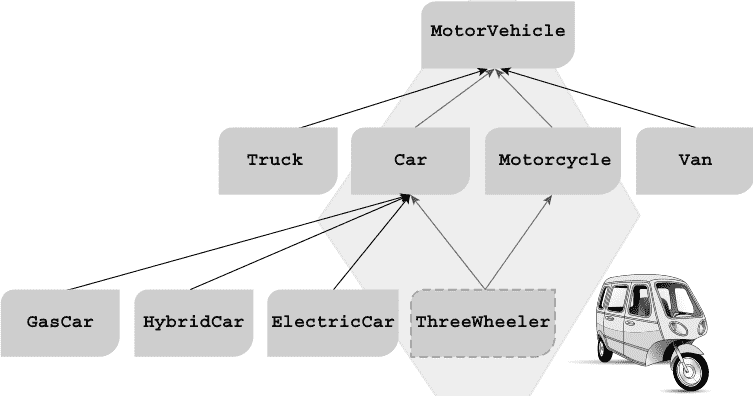 MotorVehicle
Truck
Car
Motorcycle
Van
GasCar
HybridCar
ElectricCar
ThreeWheeler